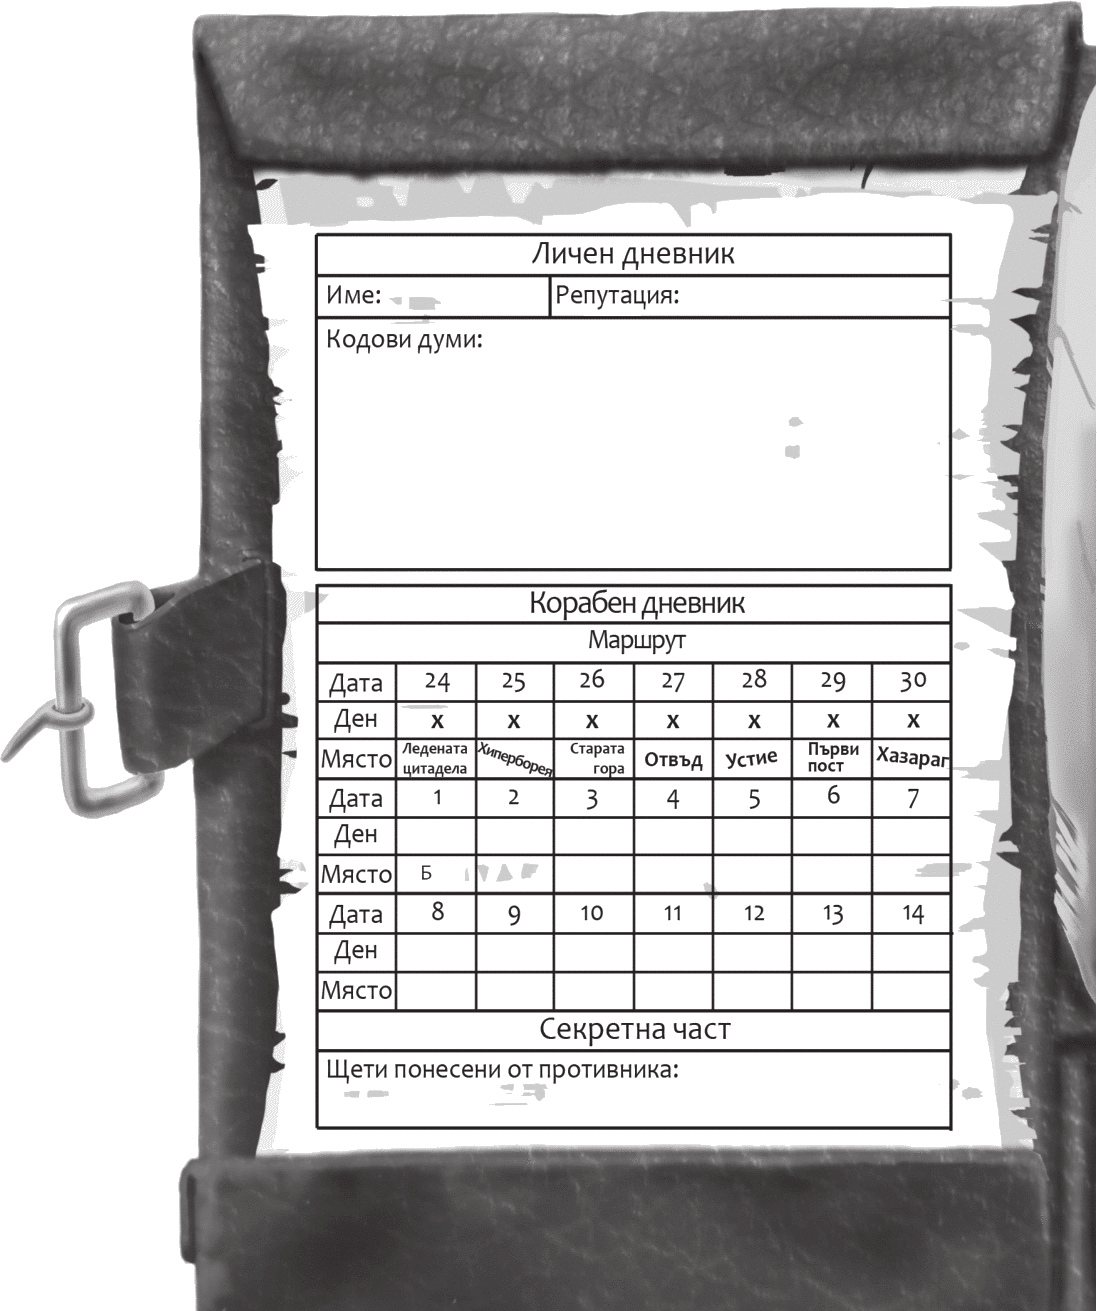 Личен дневник
Име: Репутация:
Кодови думи:
Корабен дневник
Маршрут
Дата 24 25 26 27 28 29 30
Ден x x x x x x x
Място Ледената цитадела Хиперборея Старата гора Отвъд Устие Първи пост Хазараг
Дата 1 2 3 4 5 6 7
Ден
Място Б
Дата 8 9 10 11 12 13 14
Ден
Място
Секретна част
Щети понесени от противника: